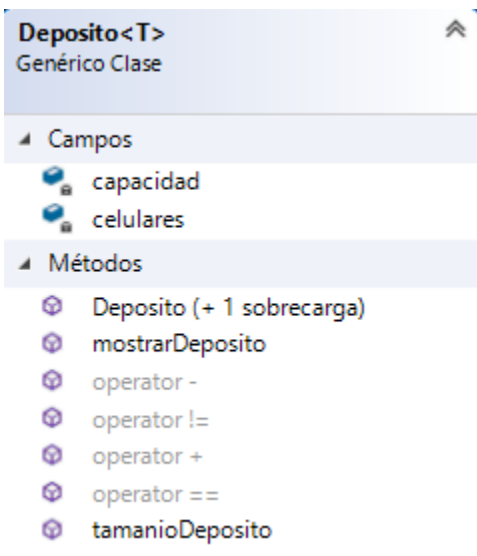 Deposito<T>
Genérico Clase
Campos
capacidad
celulares
Métodos
Deposito (+ 1 sobrecarga)
mostrarDeposito
operator -
operator !=
operator +
operator ==
tamanioDeposito